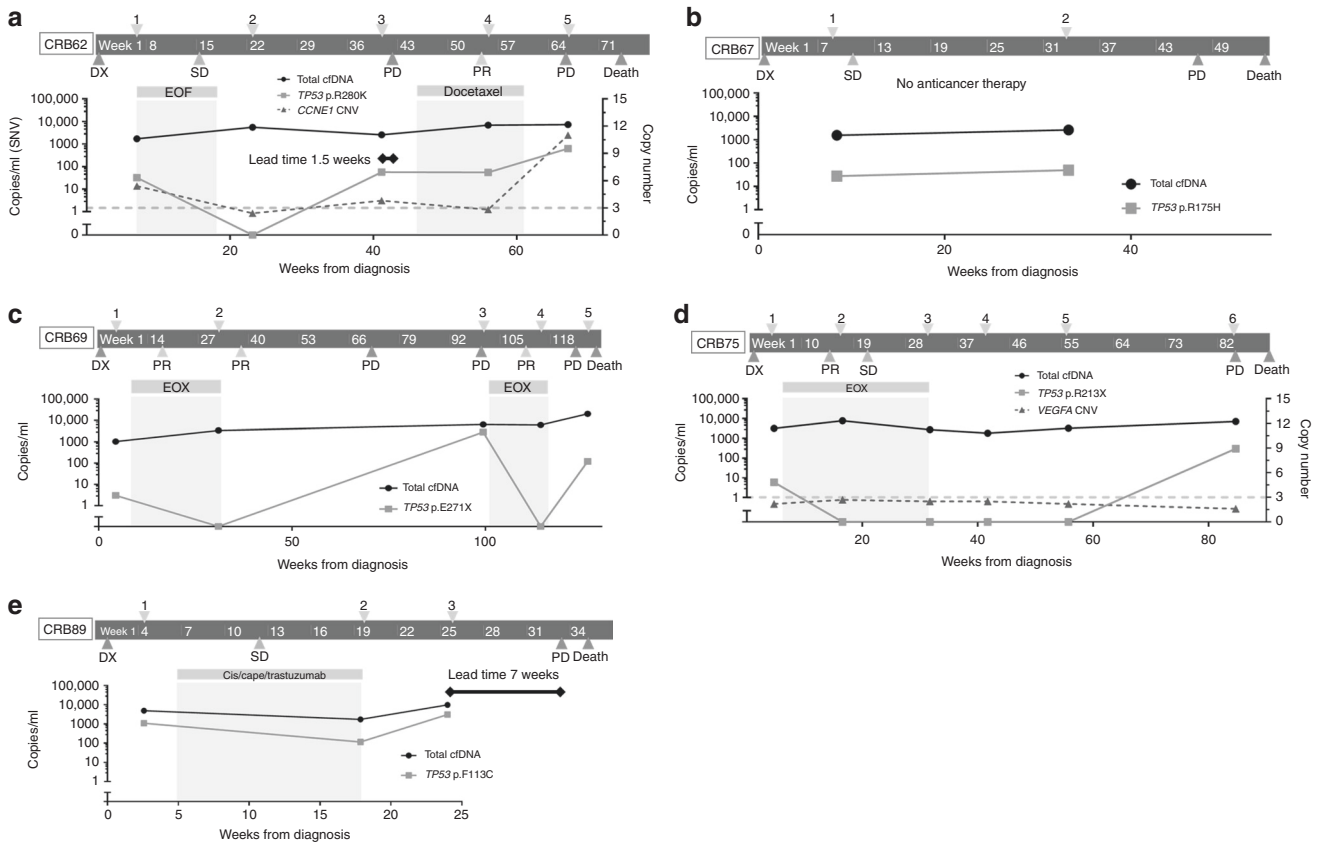 a
1 2 3 4 5
CRB62 Week 1 8 15 22 29 36 43 50 57 64 71
DX SD PD PR PD Death
Total cfDNA
TP53 p.R280K
CCNE1 CNV
EOF Docetaxel
Lead time 1.5 weeks
Copies/ml (SNV)
100,000
10,000
1000
100
10
1
0
15
12
9
6
3
0
Copy number
20 40 60
Weeks from diagnosis
b
1 2
CRB67 Week 1 7 13 19 25 31 37 43 49
DX SD PD Death
No anticancer therapy
Copies/ml
100,000
10,000
1000
100
10
1
0
Total cfDNA
TP53 p.R175H
0 20 40
Weeks from diagnosis
c
1 2 3 4 5
CRB69 Week 1 14 27 40 53 66 79 92 105 118
DX PR PR PD PD PR PD Death
EOX EOX
Copies/ml
100,000
10,000
1000
100
10
1
Total cfDNA
TP53 p.E271X
0 50 100
Weeks from diagnosis
d
1 2 3 4 5 6
CRB75 Week 1 10 19 28 37 46 55 64 73 82
DX PR SD PD Death
EOX
Total cfDNA
TP53 p.R213X
VEGFA CNV
Copies/ml
100,000
10,000
1000
100
10
1
0
15
12
9
6
3
0
Copy number
20 40 60 80
Weeks from diagnosis
e
1 2 3
CRB89 Week 1 4 7 10 13 16 19 22 25 28 31 34
DX SD PD Death
Cis/cape/trastuzumab
Lead time 7 weeks
Copies/ml
100,000
10,000
1000
100
10
1
Total cfDNA
TP53 p.F113C
0 5 10 15 20 25
Weeks from diagnosis